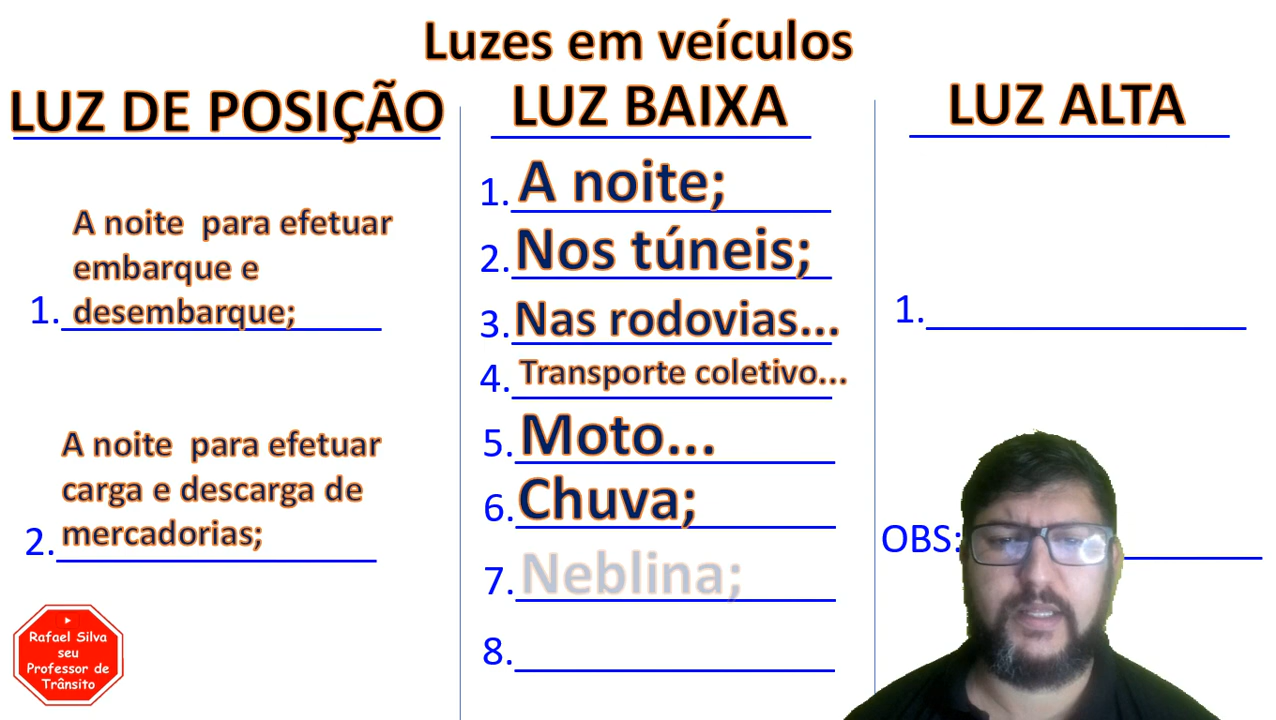 Luzes em veículos
LUZ DE POSIÇÃO
A noite para efetuar
embarque e
1. desembarque;
A noite para efetuar
carga e descarga de
2. mercadorias;
LUZ BAIXA
1. A noite;
2. Nos túneis;
3. Nas rodovias...
4. Transporte coletivo...
5. Moto...
6. Chuva;
7. Neblina;
8.
LUZ ALTA
1.
OBS:
Rafael Silva
seu
Professor de
Trânsito